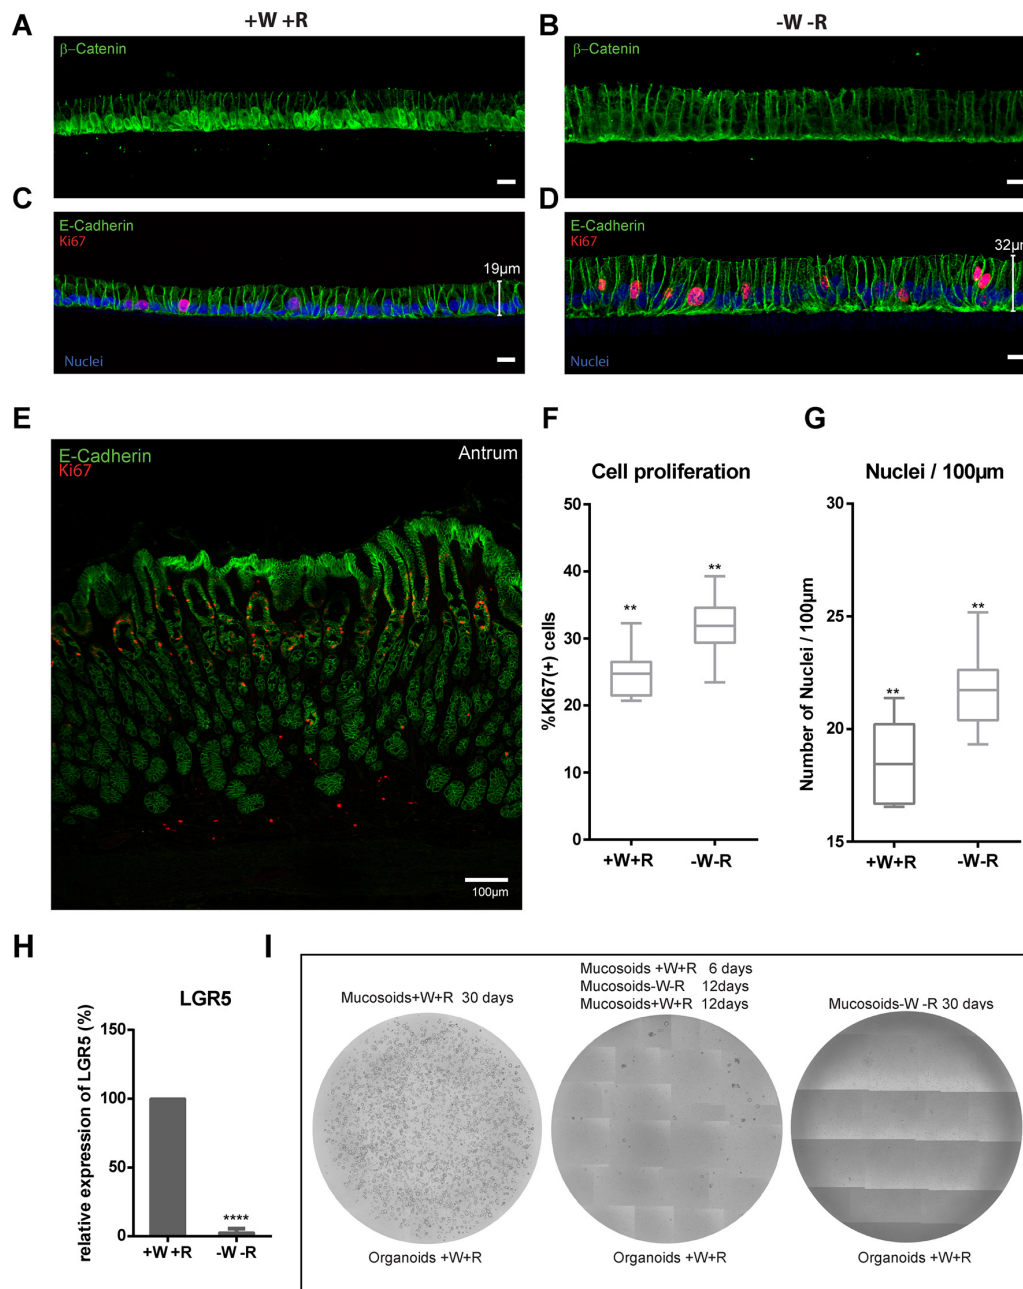 A
+W +R
B
-W -R
β–Catenin
β–Catenin
C
D
E-Cadherin
Ki67
19µm
Nuclei
E-Cadherin
Ki67
32µm
Nuclei
E
F
G
E-Cadherin
Ki67
Antrum
100µm
Cell proliferation
%KI67(+) cells
50
40
30
20
10
0
**
**
+W+R
-W-R
Nuclei / 100µm
Number of Nuclei / 100µm
30
25
20
15
**
**
+W+R
-W-R
H
I
LGR5
relative expression of LGR5 (%)
150
100
50
0
****
+W +R
-W -R
Mucosoids+W+R 30 days
Organoids +W+R
Mucosoids +W+R 6 days
Mucosoids-W-R 12days
Mucosoids+W+R 12days
Organoids +W+R
Mucosoids-W -R 30 days
Organoids +W+R